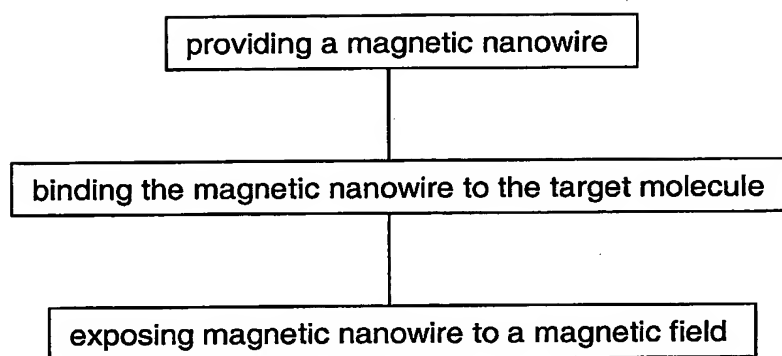 providing a magnetic nanowire
binding the magnetic nanowire to the target molecule
exposing magnetic nanowire to a magnetic field